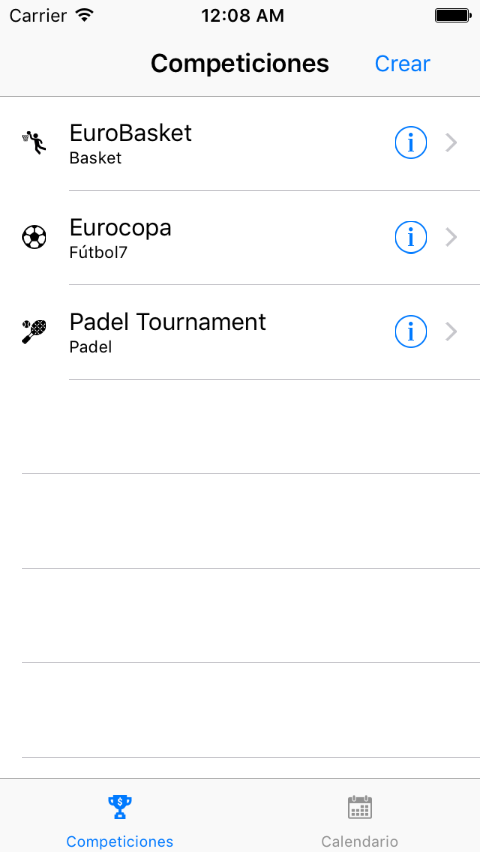 Carrier 12:08 AM
Competiciones Crear
EuroBasket
Basket
Eurocopa
Fútbol7
Padel Tournament
Padel
Competiciones Calendario